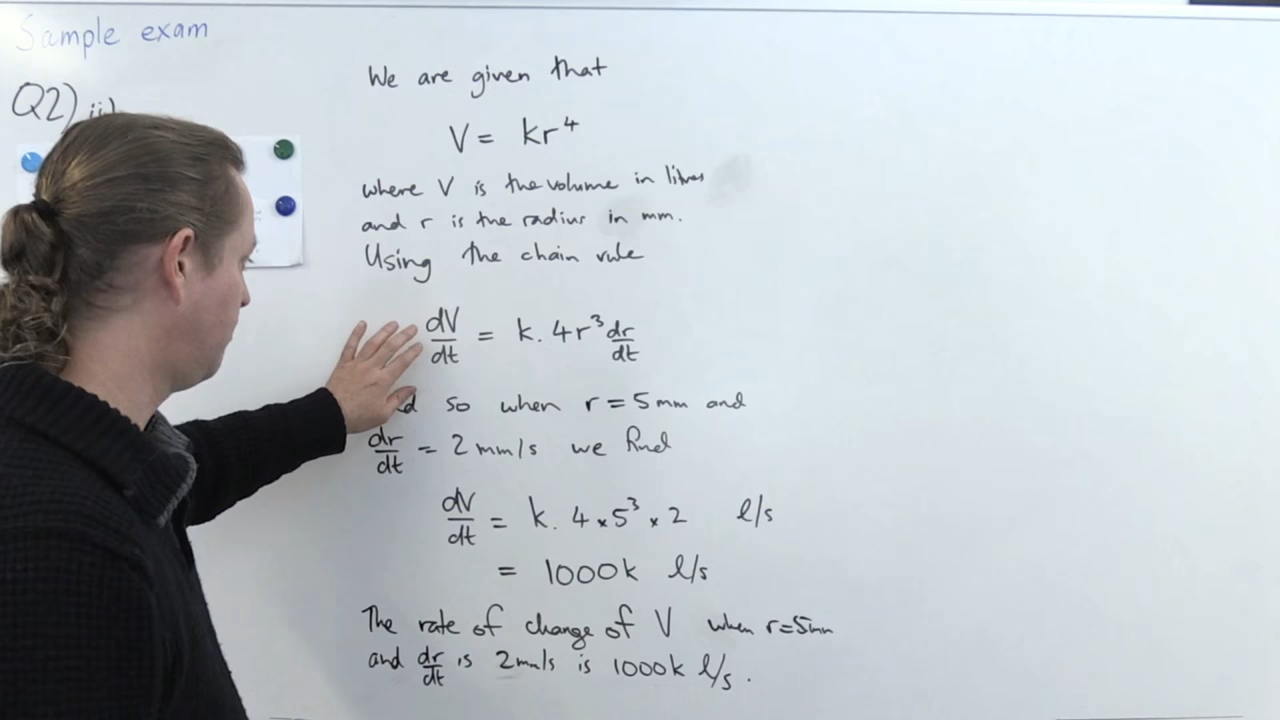 Sample exam
Q2) ii)
We are given that
V = kr⁴
where V is the volume in litres
and r is the radius in mm.
Using the chain rule
dV/dt = k. 4r³ dr/dt
so when r = 5mm and
dr/dt = 2 mm/s we find
dV/dt = k. 4 × 5³ × 2 l/s
= 1000k l/s
The rate of change of V when r=5mm
and dr/dt is 2mm/s is 1000k l/s.